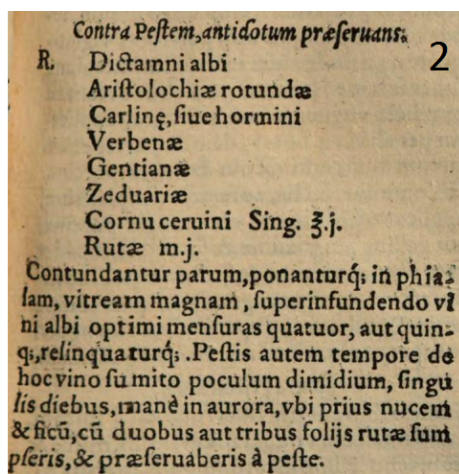 Contra Peſtem, antidotum præſeruans.
2
R. Dictamni albi
Ariſtolochiæ rotundæ
Carlinę, ſiue hormini
Verbenæ
Gentianæ
Zeduariæ
Cornu ceruini Sing. ℥.j.
Rutæ m.j.
Contundantur parum, ponanturq́; in phia-
lam, vitream magnam, ſuperinfundendo vi
ni albi optimi menſuras quatuor, aut quin-
q;, relinquaturq́; . Peſtis autem tempore de
hoc vino ſumito poculum dimidium, ſingu
lis diebus, manè in aurora, vbi prius nucem
& ficū, cū duobus aut tribus folijs rutæ ſum
pſeris, & præſeruaberis à peſte.